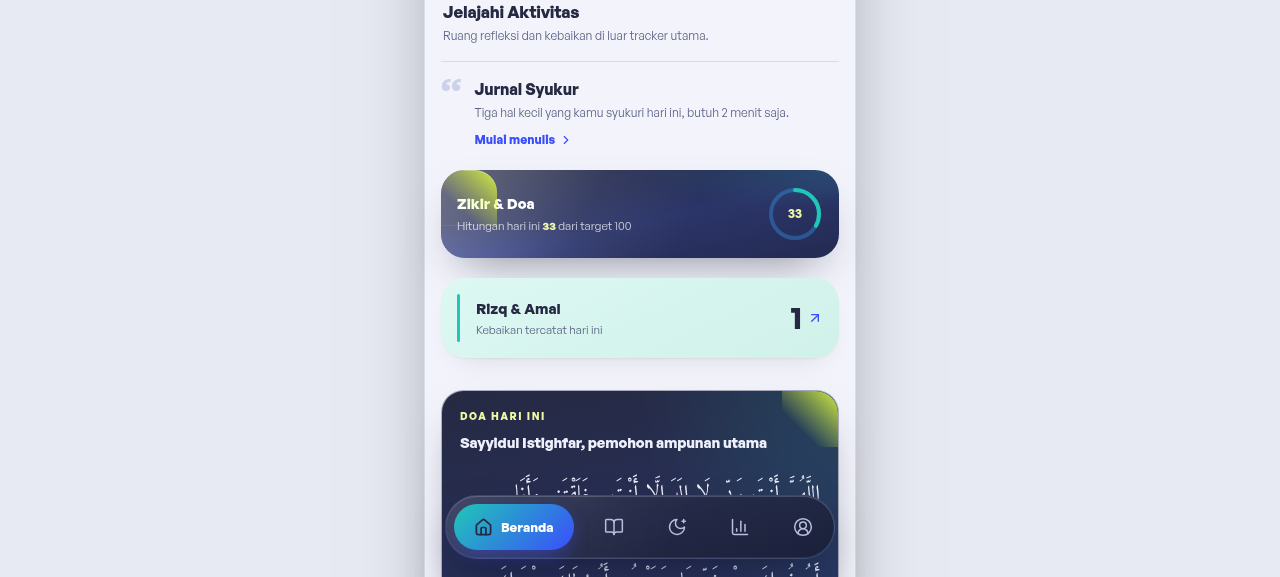 Jelajahi Aktivitas
Ruang refleksi dan kebaikan di luar tracker utama.
“
Jurnal Syukur
Tiga hal kecil yang kamu syukuri hari ini, butuh 2 menit saja.
Mulai menulis
Zikir & Doa
Hitungan hari ini 33 dari target 100
33
Rizq & Amal
Kebaikan tercatat hari ini
1
DOA HARI INI
Sayyidul Istighfar, pemohon ampunan utama
Beranda